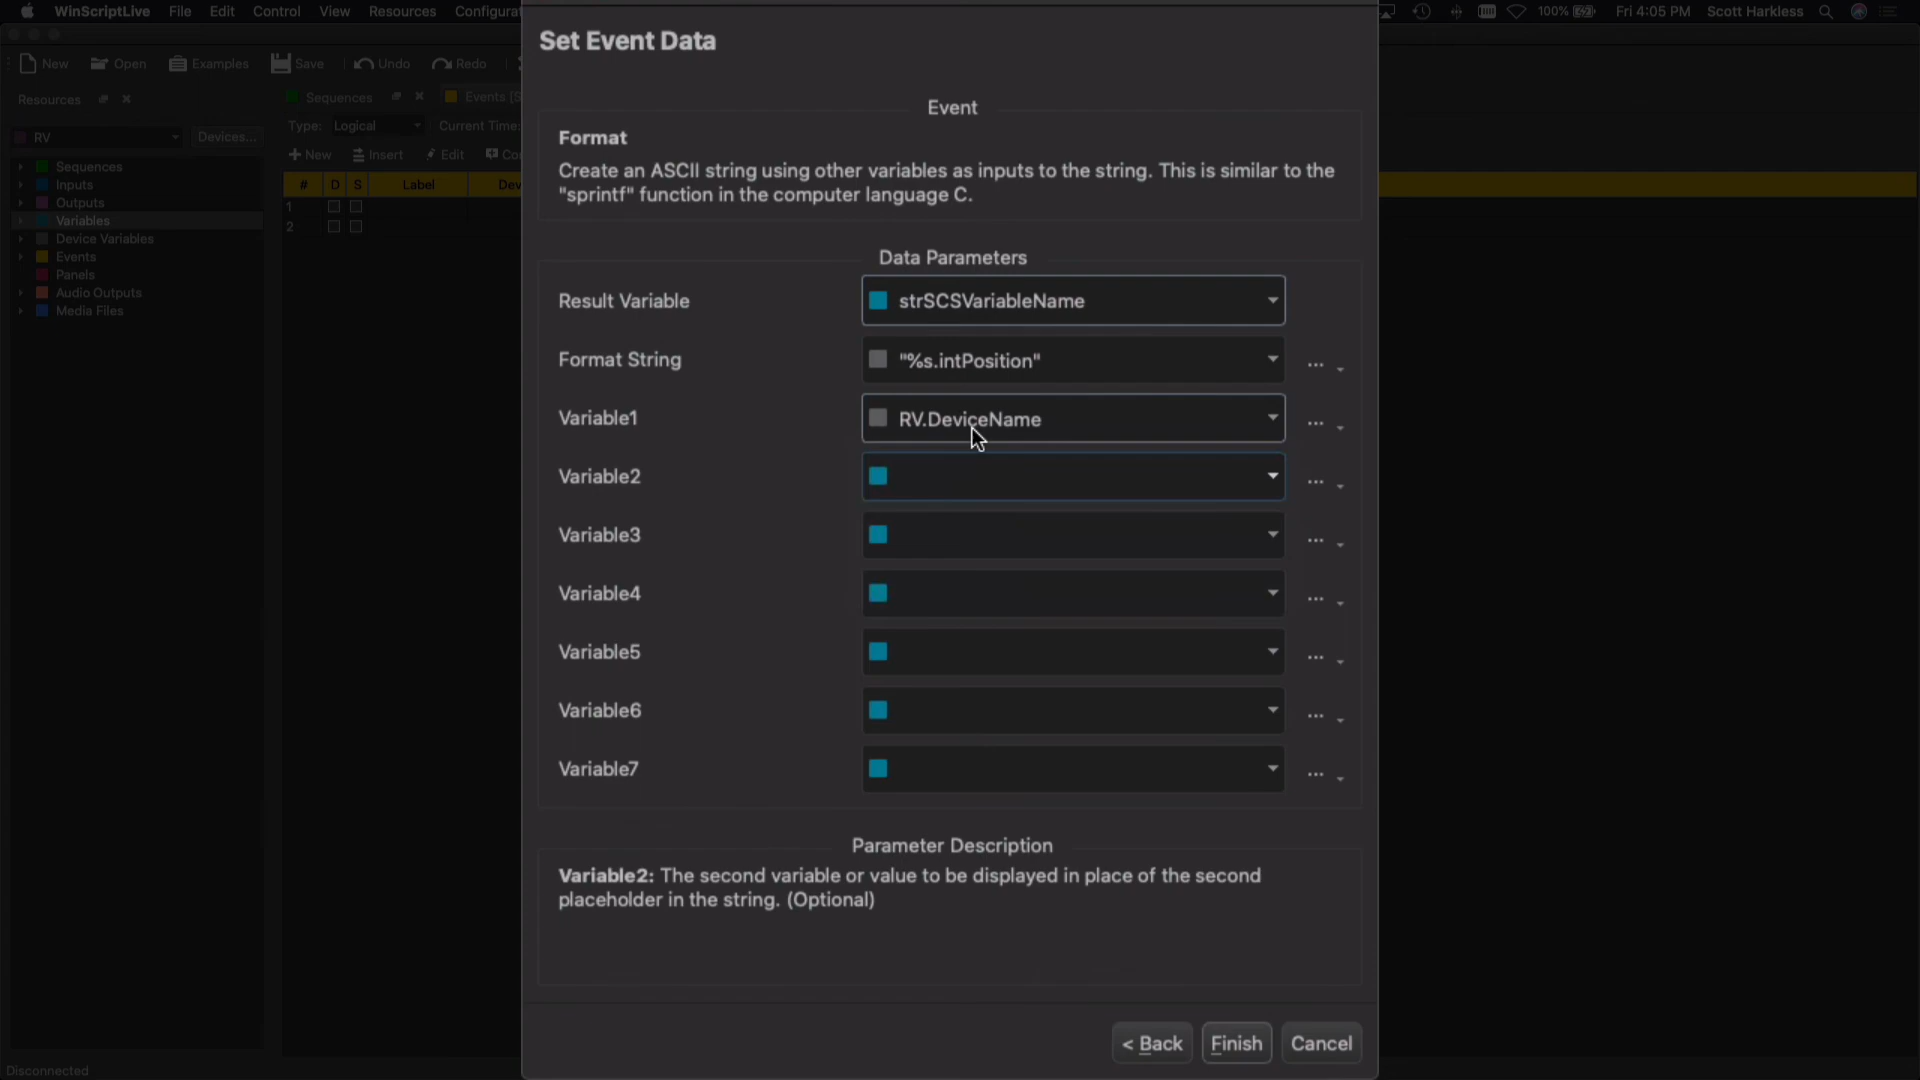 WinScriptLive File Edit Control View Resources
100% Fri 4:05 PM Scott Harkless
Set Event Data
New Open Examples Save Undo Redo
Resources
Sequences
Type: Logical Current Time:
RV Devices...
New Insert Edit
# D S Label
1
2
Sequences
Inputs
Outputs
Variables
Device Variables
Events
Panels
Audio Outputs
Media Files
Event
Format
Create an ASCII string using other variables as inputs to the string. This is similar to the
"sprintf" function in the computer language C.
Data Parameters
Result Variable strSCSVariableName
Format String "%s.intPosition" ...
Variable1 RV.DeviceName ...
Variable2 ...
Variable3 ...
Variable4 ...
Variable5 ...
Variable6 ...
Variable7 ...
Parameter Description
Variable2: The second variable or value to be displayed in place of the second
placeholder in the string. (Optional)
< Back Finish Cancel
Disconnected